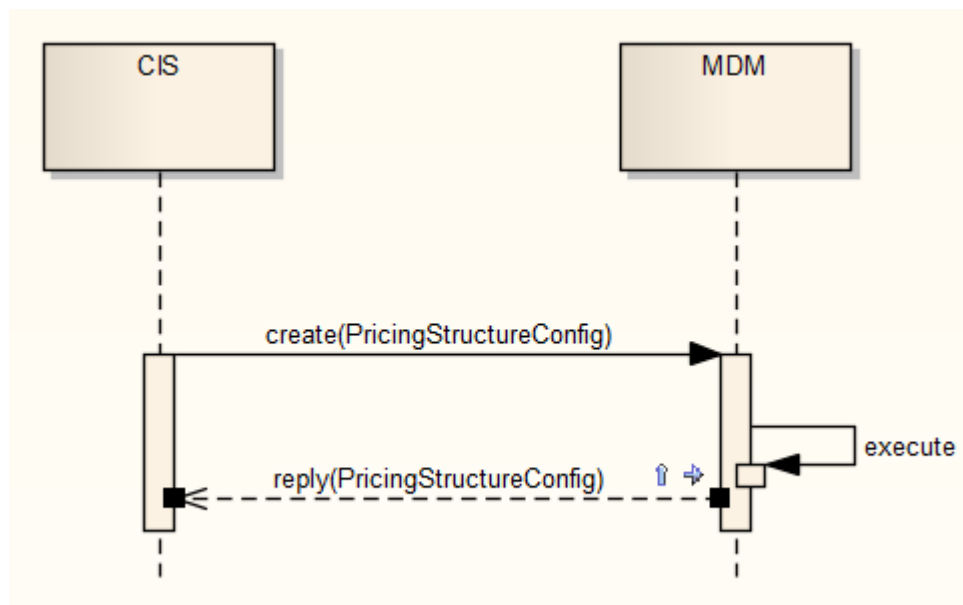 CIS
MDM
create(PricingStructureConfig)
execute
reply(PricingStructureConfig)